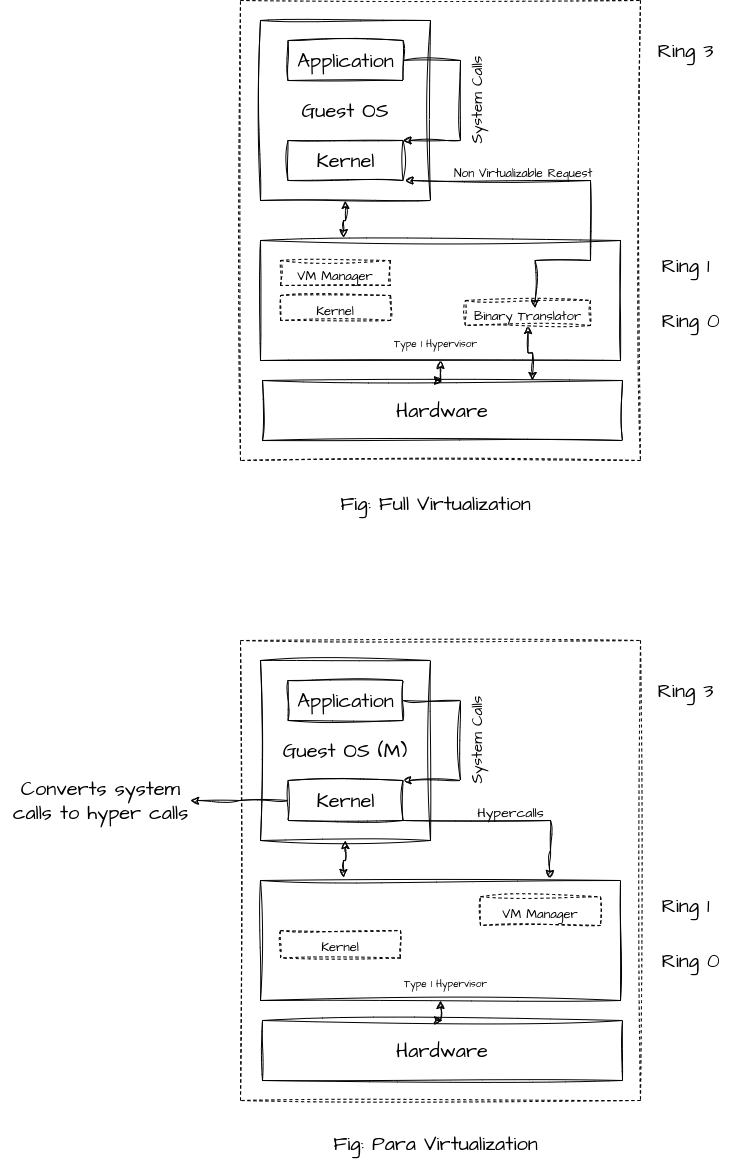 Ring 3
Application
System Calls
Guest OS
Kernel
Non Virtualizable Request
Ring 1
VM Manager
Kernel
Binary Translator
Ring 0
Type 1 Hypervisor
Hardware
Fig: Full Virtualization
Ring 3
Application
System Calls
Guest OS (M)
Converts system
calls to hyper calls
Kernel
Hypercalls
Ring 1
VM Manager
Kernel
Ring 0
Type 1 Hypervisor
Hardware
Fig: Para Virtualization